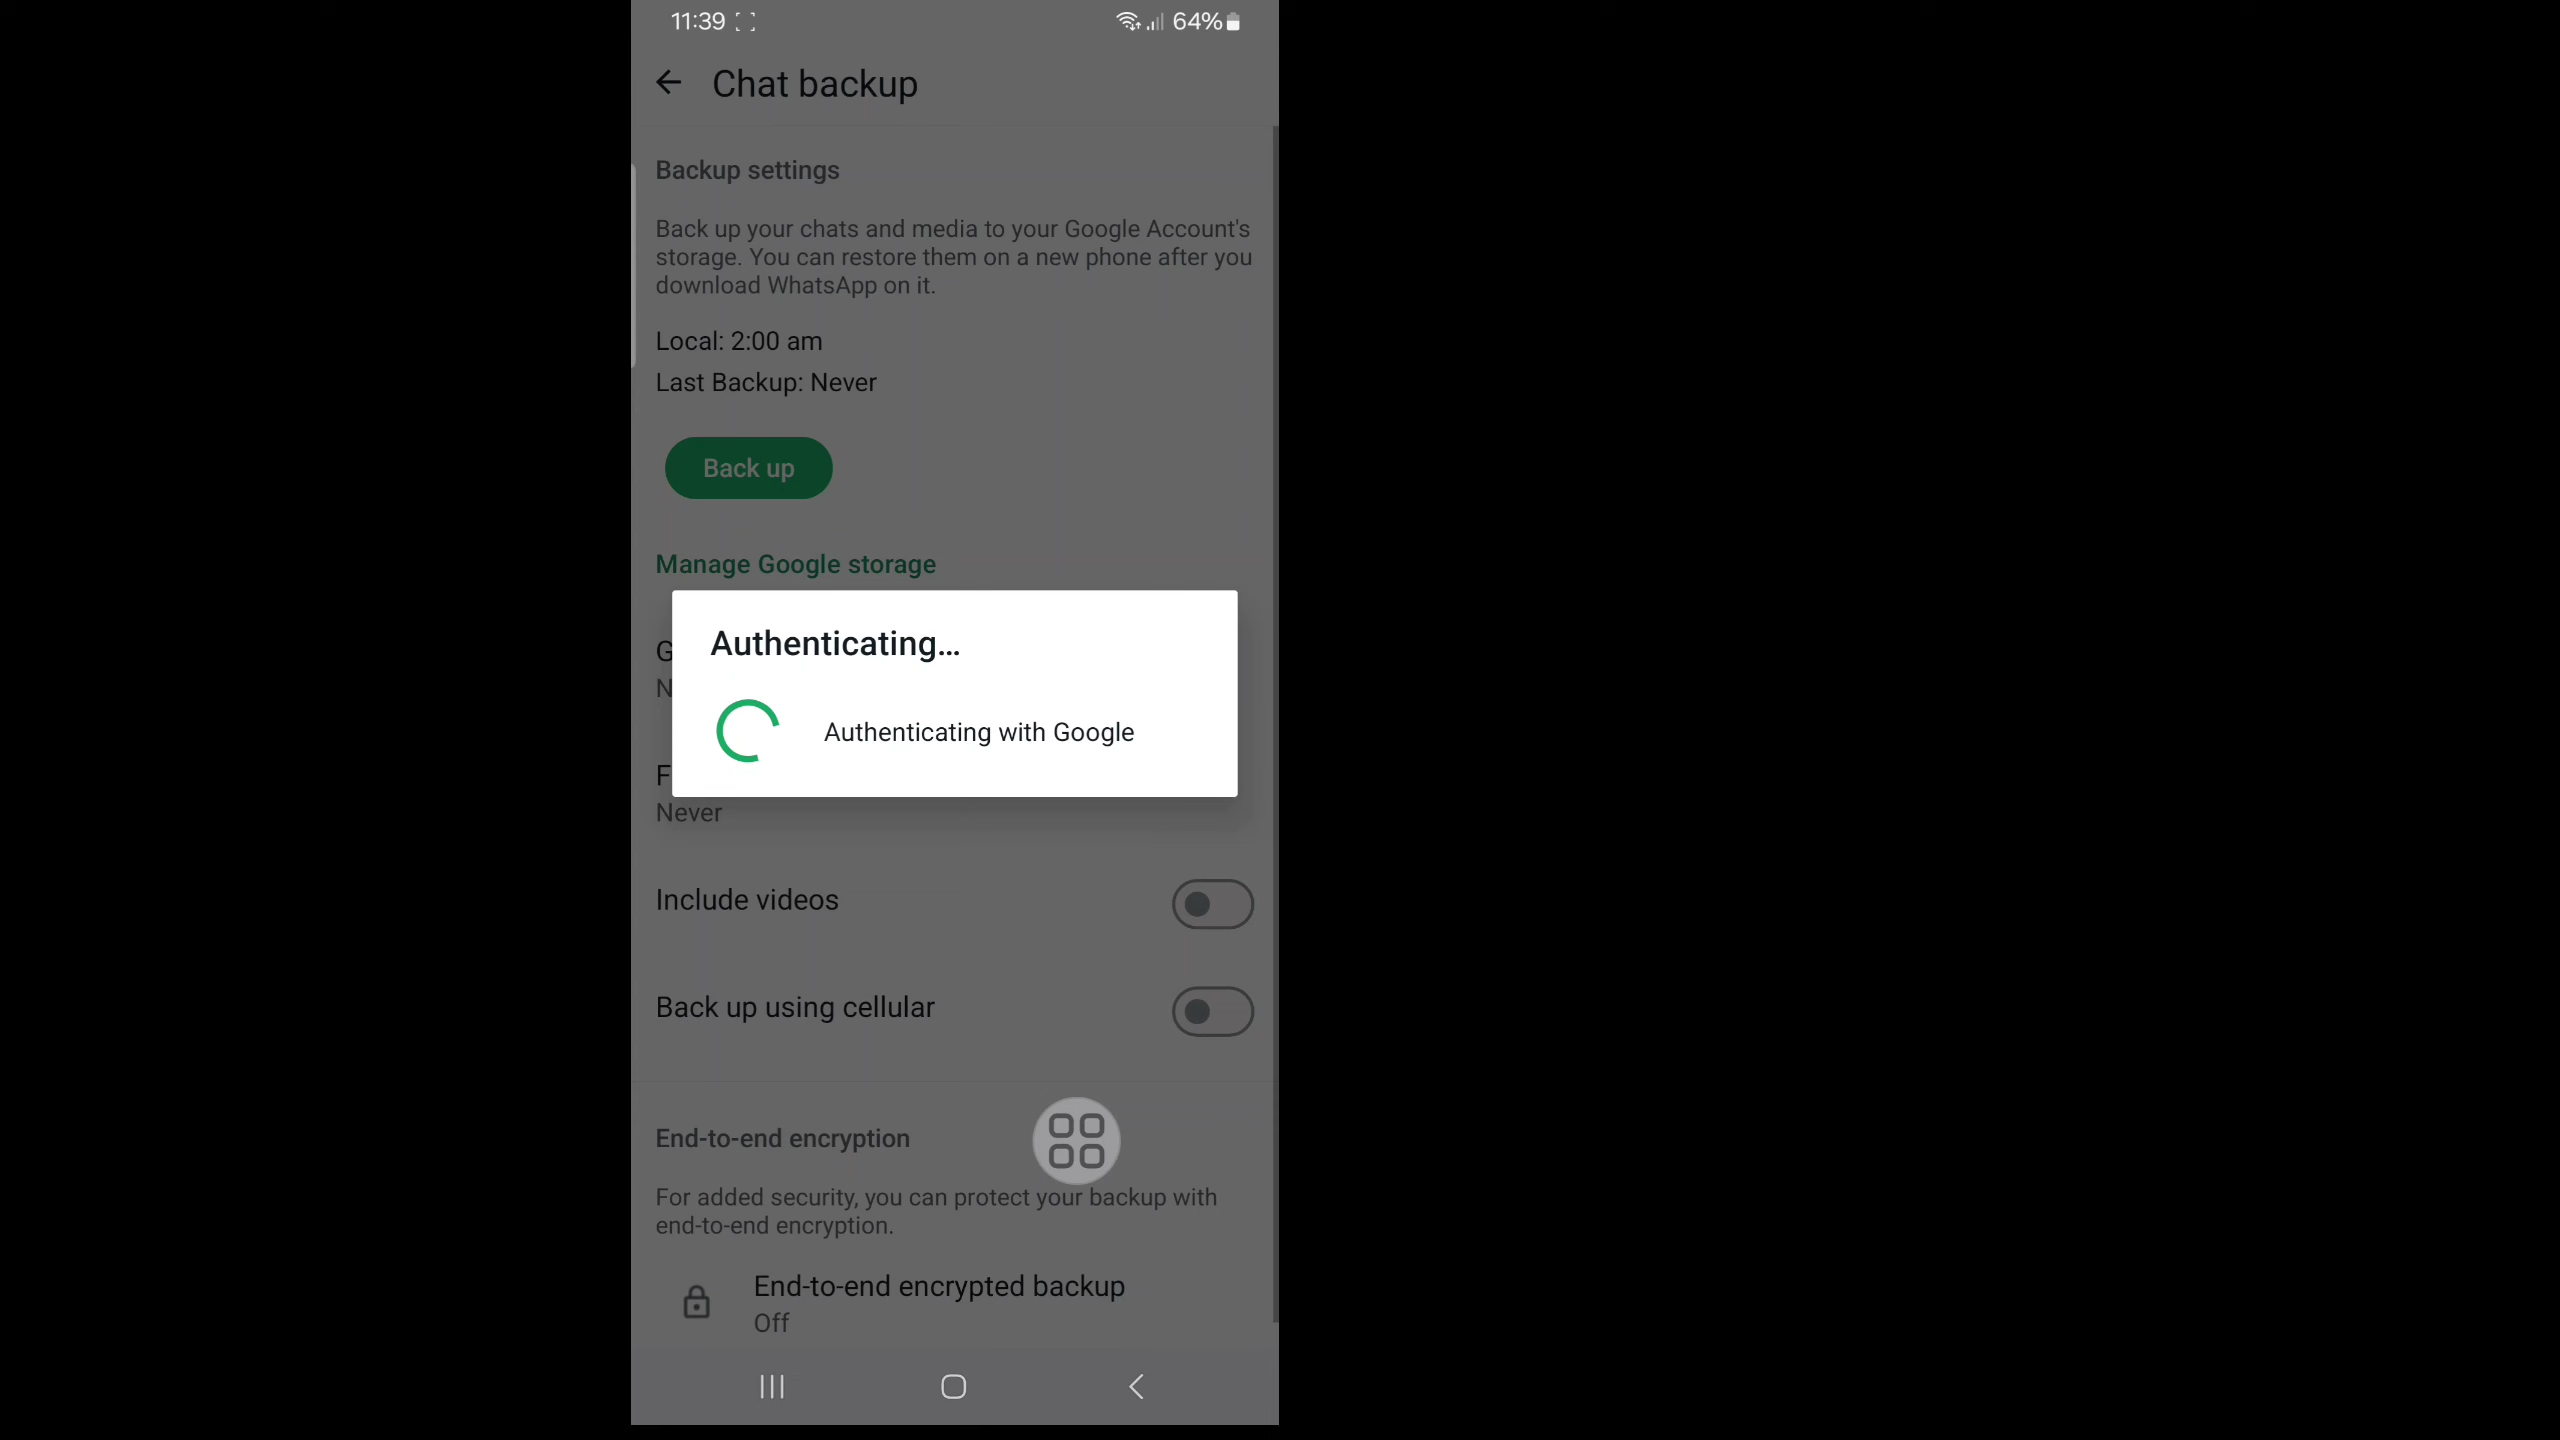 11:39
64%
Chat backup
Backup settings
Back up your chats and media to your Google Account's
storage. You can restore them on a new phone after you
download WhatsApp on it.
Local: 2:00 am
Last Backup: Never
Back up
Manage Google storage
Authenticating...
Authenticating with Google
G
N
F
Never
Include videos
Back up using cellular
End-to-end encryption
For added security, you can protect your backup with
end-to-end encryption.
End-to-end encrypted backup
Off